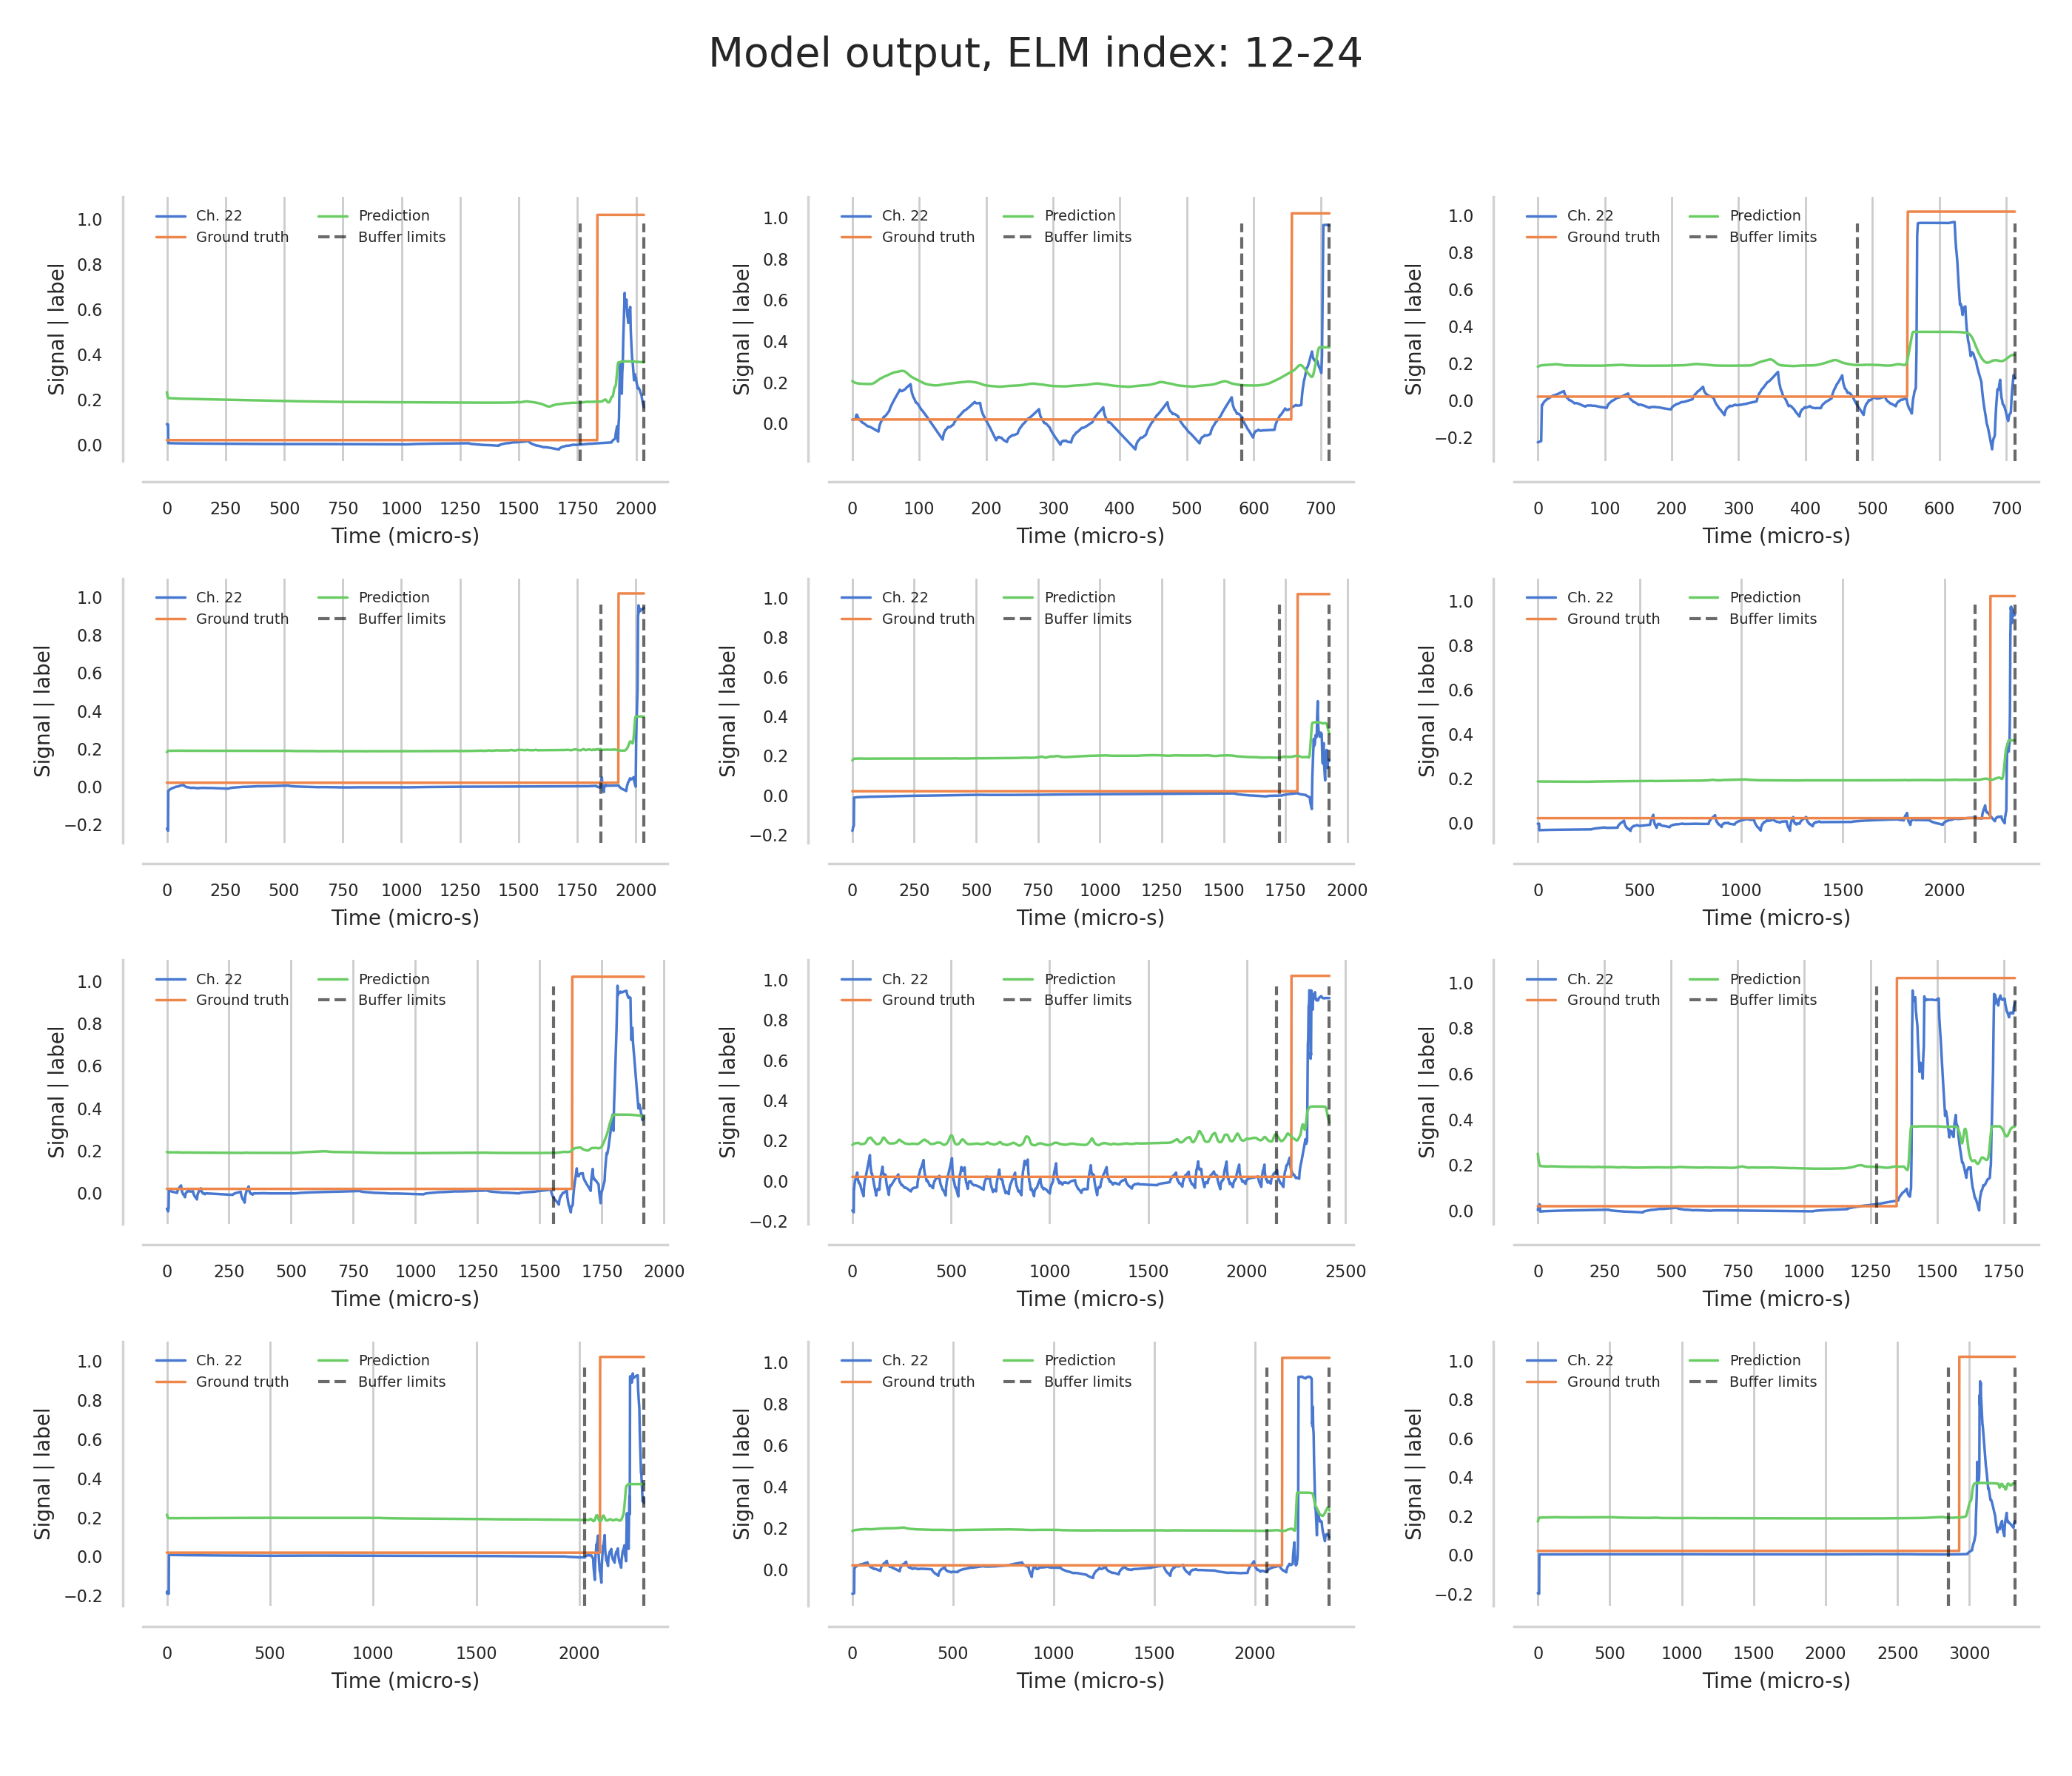 Model output, ELM index: 12-24
Ch. 22 Prediction
Ground truth Buffer limits
Signal | label
1.0
0.8
0.6
0.4
0.2
0.0
0 250 500 750 1000 1250 1500 1750 2000
Time (micro-s)
Ch. 22 Prediction
Ground truth Buffer limits
Signal | label
1.0
0.8
0.6
0.4
0.2
0.0
0 100 200 300 400 500 600 700
Time (micro-s)
Ch. 22 Prediction
Ground truth Buffer limits
Signal | label
1.0
0.8
0.6
0.4
0.2
0.0
−0.2
0 100 200 300 400 500 600 700
Time (micro-s)
Ch. 22 Prediction
Ground truth Buffer limits
Signal | label
1.0
0.8
0.6
0.4
0.2
0.0
−0.2
0 250 500 750 1000 1250 1500 1750 2000
Time (micro-s)
Ch. 22 Prediction
Ground truth Buffer limits
Signal | label
1.0
0.8
0.6
0.4
0.2
0.0
−0.2
0 250 500 750 1000 1250 1500 1750 2000
Time (micro-s)
Ch. 22 Prediction
Ground truth Buffer limits
Signal | label
1.0
0.8
0.6
0.4
0.2
0.0
0 500 1000 1500 2000
Time (micro-s)
Ch. 22 Prediction
Ground truth Buffer limits
Signal | label
1.0
0.8
0.6
0.4
0.2
0.0
0 250 500 750 1000 1250 1500 1750 2000
Time (micro-s)
Ch. 22 Prediction
Ground truth Buffer limits
Signal | label
1.0
0.8
0.6
0.4
0.2
0.0
−0.2
0 500 1000 1500 2000 2500
Time (micro-s)
Ch. 22 Prediction
Ground truth Buffer limits
Signal | label
1.0
0.8
0.6
0.4
0.2
0.0
0 250 500 750 1000 1250 1500 1750
Time (micro-s)
Ch. 22 Prediction
Ground truth Buffer limits
Signal | label
1.0
0.8
0.6
0.4
0.2
0.0
−0.2
0 500 1000 1500 2000
Time (micro-s)
Ch. 22 Prediction
Ground truth Buffer limits
Signal | label
1.0
0.8
0.6
0.4
0.2
0.0
0 500 1000 1500 2000
Time (micro-s)
Ch. 22 Prediction
Ground truth Buffer limits
Signal | label
1.0
0.8
0.6
0.4
0.2
0.0
−0.2
0 500 1000 1500 2000 2500 3000
Time (micro-s)